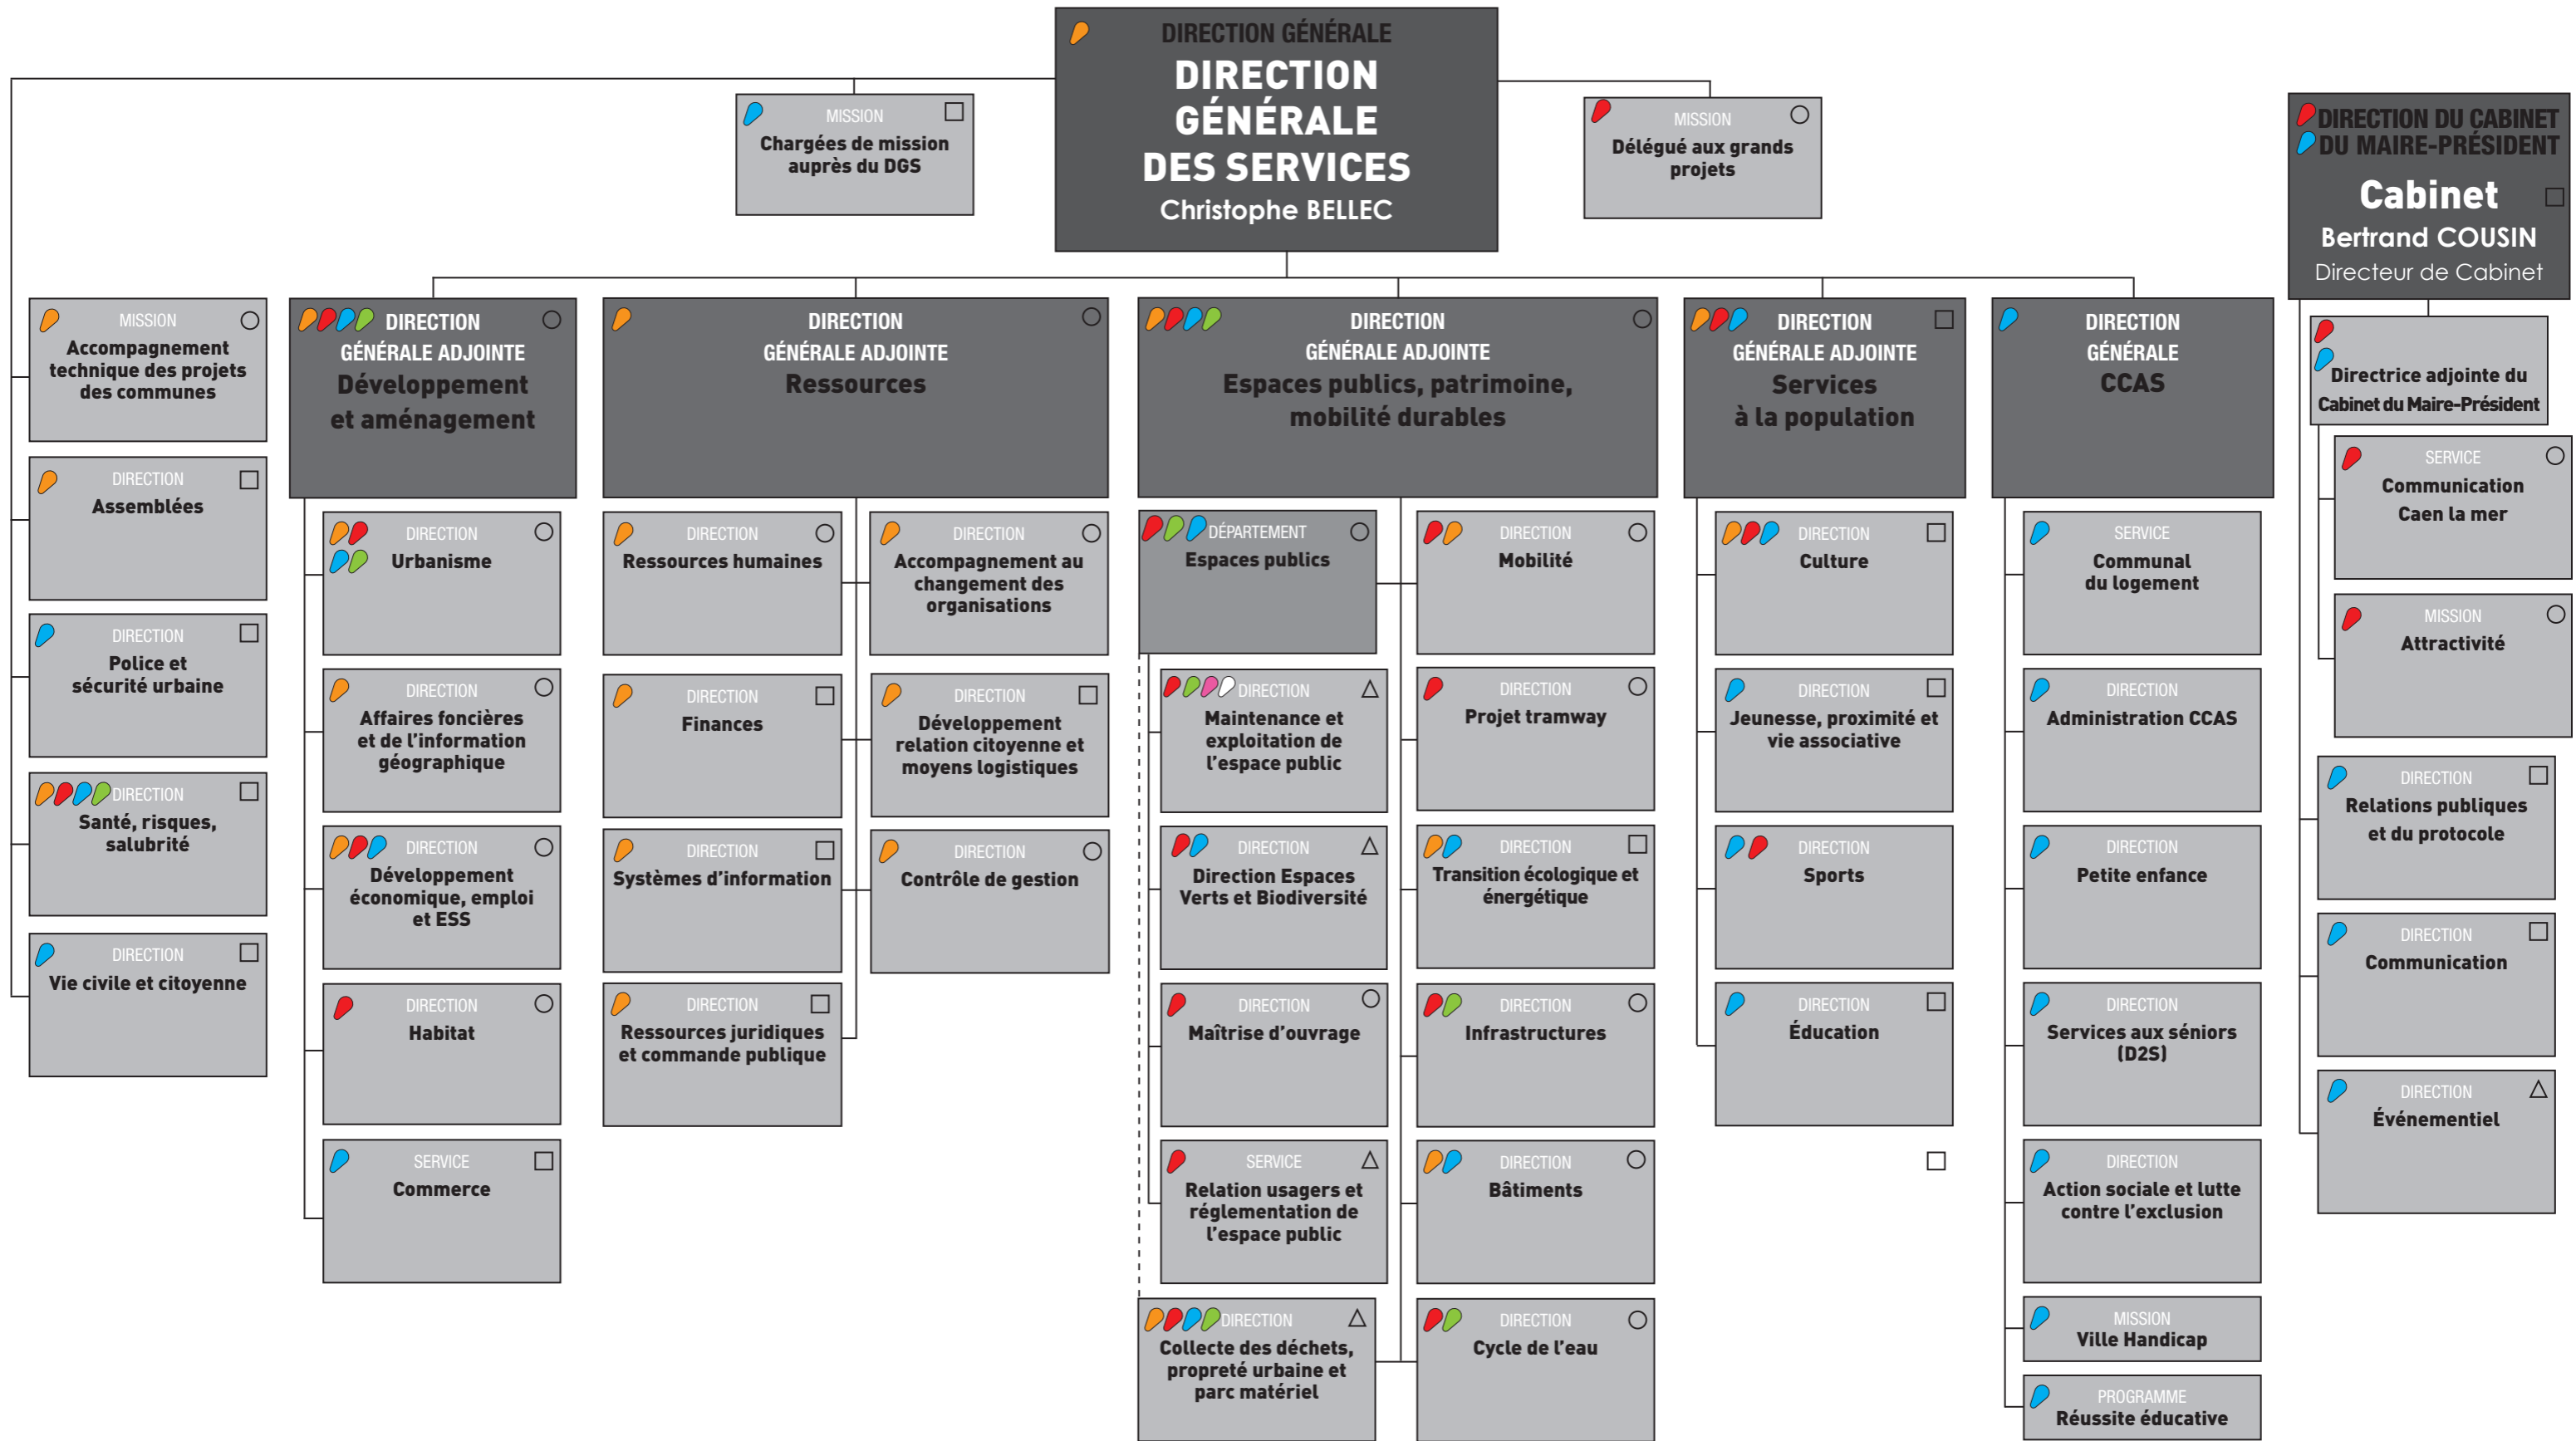 DIRECTION GÉNÉRALE
DIRECTION
GÉNÉRALE
DES SERVICES
Christophe BELLEC
MISSION
Chargées de mission
auprès du DGS
MISSION
Délégué aux grands
projets
DIRECTION DU CABINET
DU MAIRE-PRÉSIDENT
Cabinet
Bertrand COUSIN
Directeur de Cabinet
MISSION
Accompagnement
technique des projets
des communes
DIRECTION
Assemblées
DIRECTION
Police et
sécurité urbaine
DIRECTION
Santé, risques,
salubrité
DIRECTION
Vie civile et citoyenne
DIRECTION
GÉNÉRALE ADJOINTE
Développement
et aménagement
DIRECTION
Urbanisme
DIRECTION
Affaires foncières
et de l'information
géographique
DIRECTION
Développement
économique, emploi
et ESS
DIRECTION
Habitat
SERVICE
Commerce
DIRECTION
GÉNÉRALE ADJOINTE
Ressources
DIRECTION
Ressources humaines
DIRECTION
Finances
DIRECTION
Systèmes d'information
DIRECTION
Ressources juridiques
et commande publique
DIRECTION
Accompagnement au
changement des
organisations
DIRECTION
Développement
relation citoyenne et
moyens logistiques
DIRECTION
Contrôle de gestion
DIRECTION
GÉNÉRALE ADJOINTE
Espaces publics, patrimoine,
mobilité durables
DÉPARTEMENT
Espaces publics
DIRECTION
Maintenance et
exploitation de
l'espace public
DIRECTION
Direction Espaces
Verts et Biodiversité
DIRECTION
Maîtrise d'ouvrage
SERVICE
Relation usagers et
réglementation de
l'espace public
DIRECTION
Collecte des déchets,
propreté urbaine et
parc matériel
DIRECTION
Mobilité
DIRECTION
Projet tramway
DIRECTION
Transition écologique et
énergétique
DIRECTION
Infrastructures
DIRECTION
Bâtiments
DIRECTION
Cycle de l'eau
DIRECTION
GÉNÉRALE ADJOINTE
Services
à la population
DIRECTION
Culture
DIRECTION
Jeunesse, proximité et
vie associative
DIRECTION
Sports
DIRECTION
Éducation
DIRECTION
GÉNÉRALE
CCAS
SERVICE
Communal
du logement
DIRECTION
Administration CCAS
DIRECTION
Petite enfance
DIRECTION
Services aux séniors
(D2S)
DIRECTION
Action sociale et lutte
contre l'exclusion
MISSION
Ville Handicap
PROGRAMME
Réussite éducative
Directrice adjointe du
Cabinet du Maire-Président
SERVICE
Communication
Caen la mer
MISSION
Attractivité
DIRECTION
Relations publiques
et du protocole
DIRECTION
Communication
DIRECTION
Événementiel